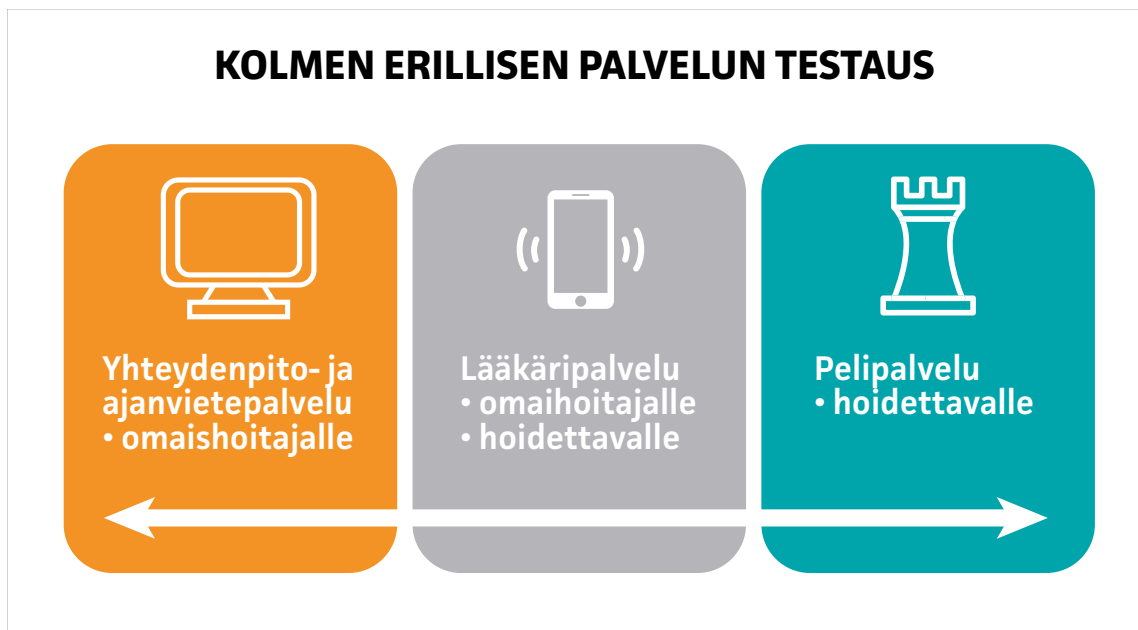 KOLMEN ERILLISEN PALVELUN TESTAUS
Yhteydenpito- ja
ajanvietepalvelu
• omaishoitajalle
Lääkäripalvelu
• omaihoitajalle
• hoidettavalle
Pelipalvelu
• hoidettavalle